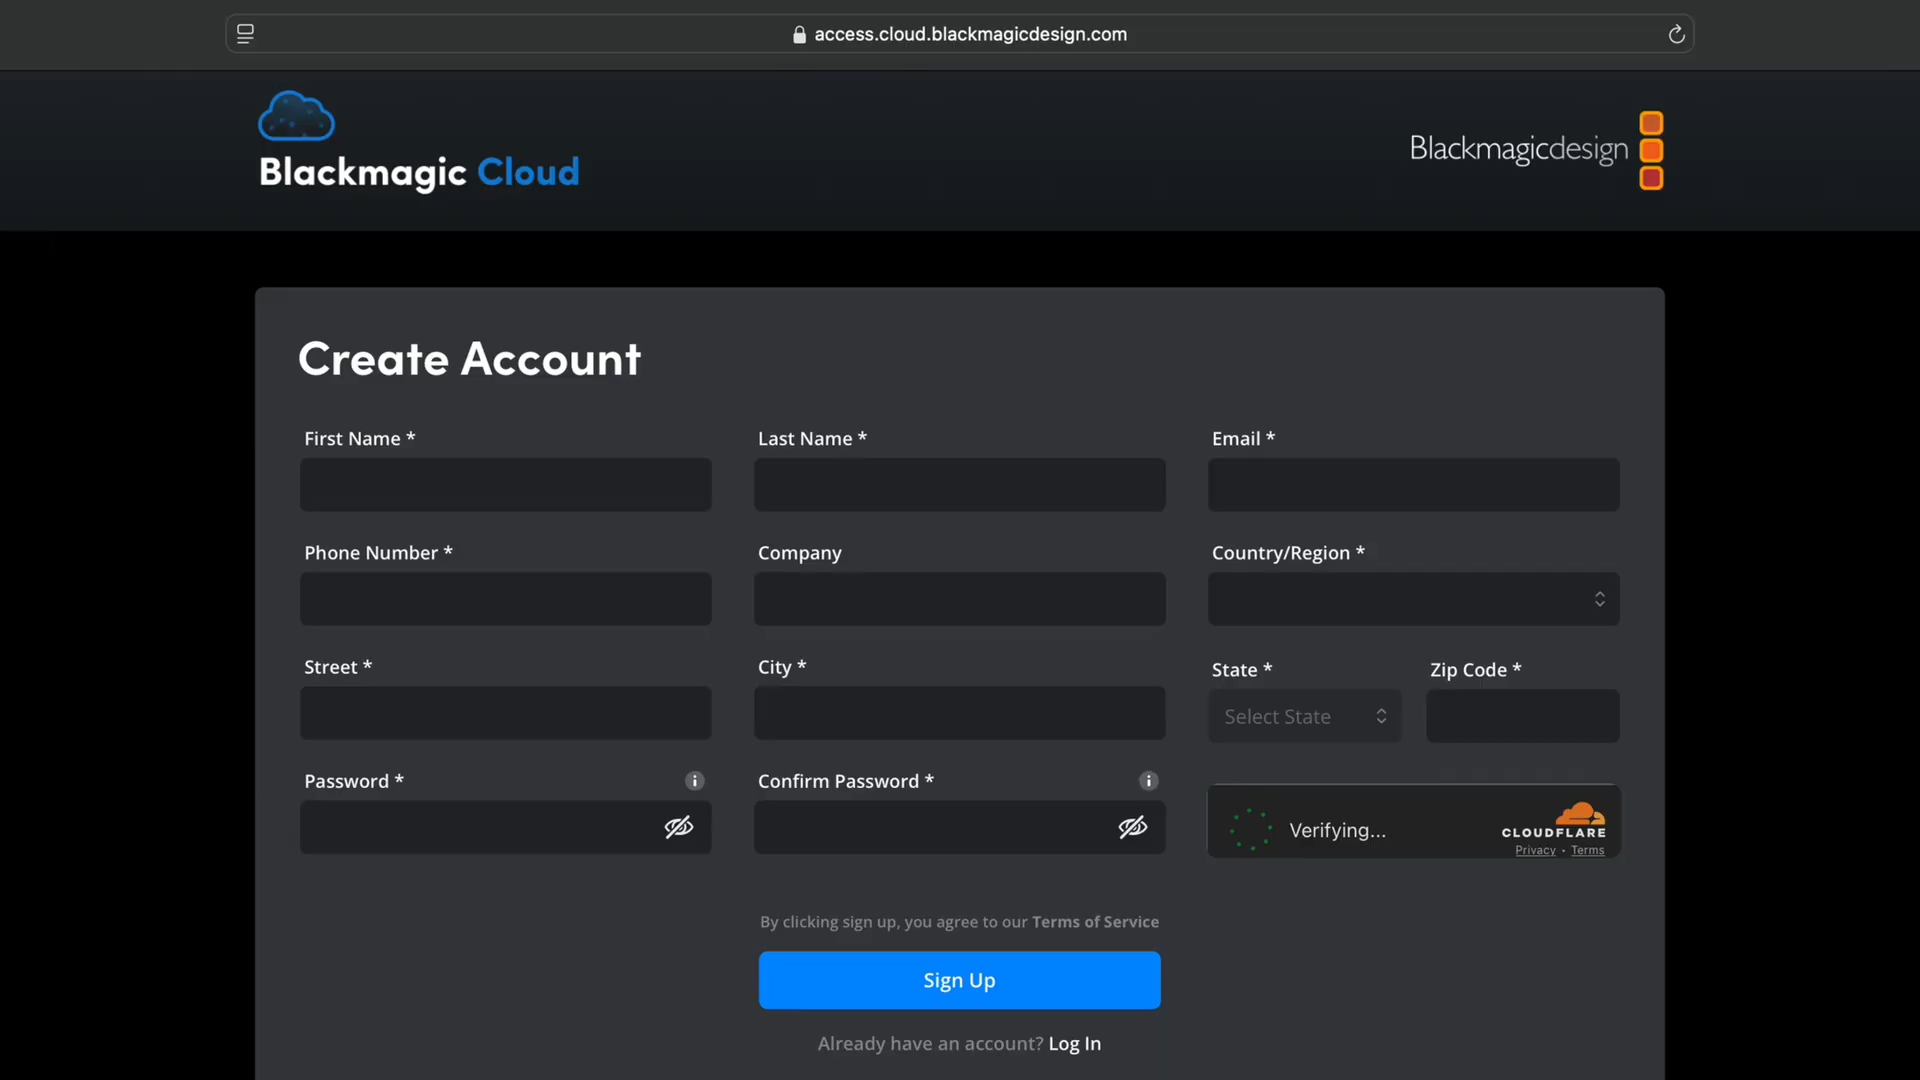 access.cloud.blackmagicdesign.com
Blackmagic Cloud
Blackmagicdesign
Create Account
First Name *
Last Name *
Email *
Phone Number *
Company
Country/Region *
Street *
City *
State *
Zip Code *
Select State
Password *
Confirm Password *
Verifying...
CLOUDFLARE
Privacy • Terms
By clicking sign up, you agree to our Terms of Service
Sign Up
Already have an account? Log In